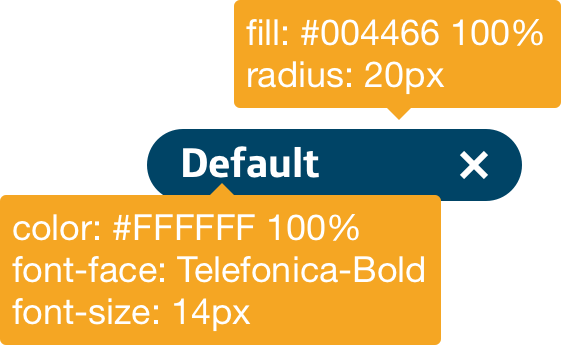 fill: #004466 100%
radius: 20px
Default ×
color: #FFFFFF 100%
font-face: Telefonica-Bold
font-size: 14px